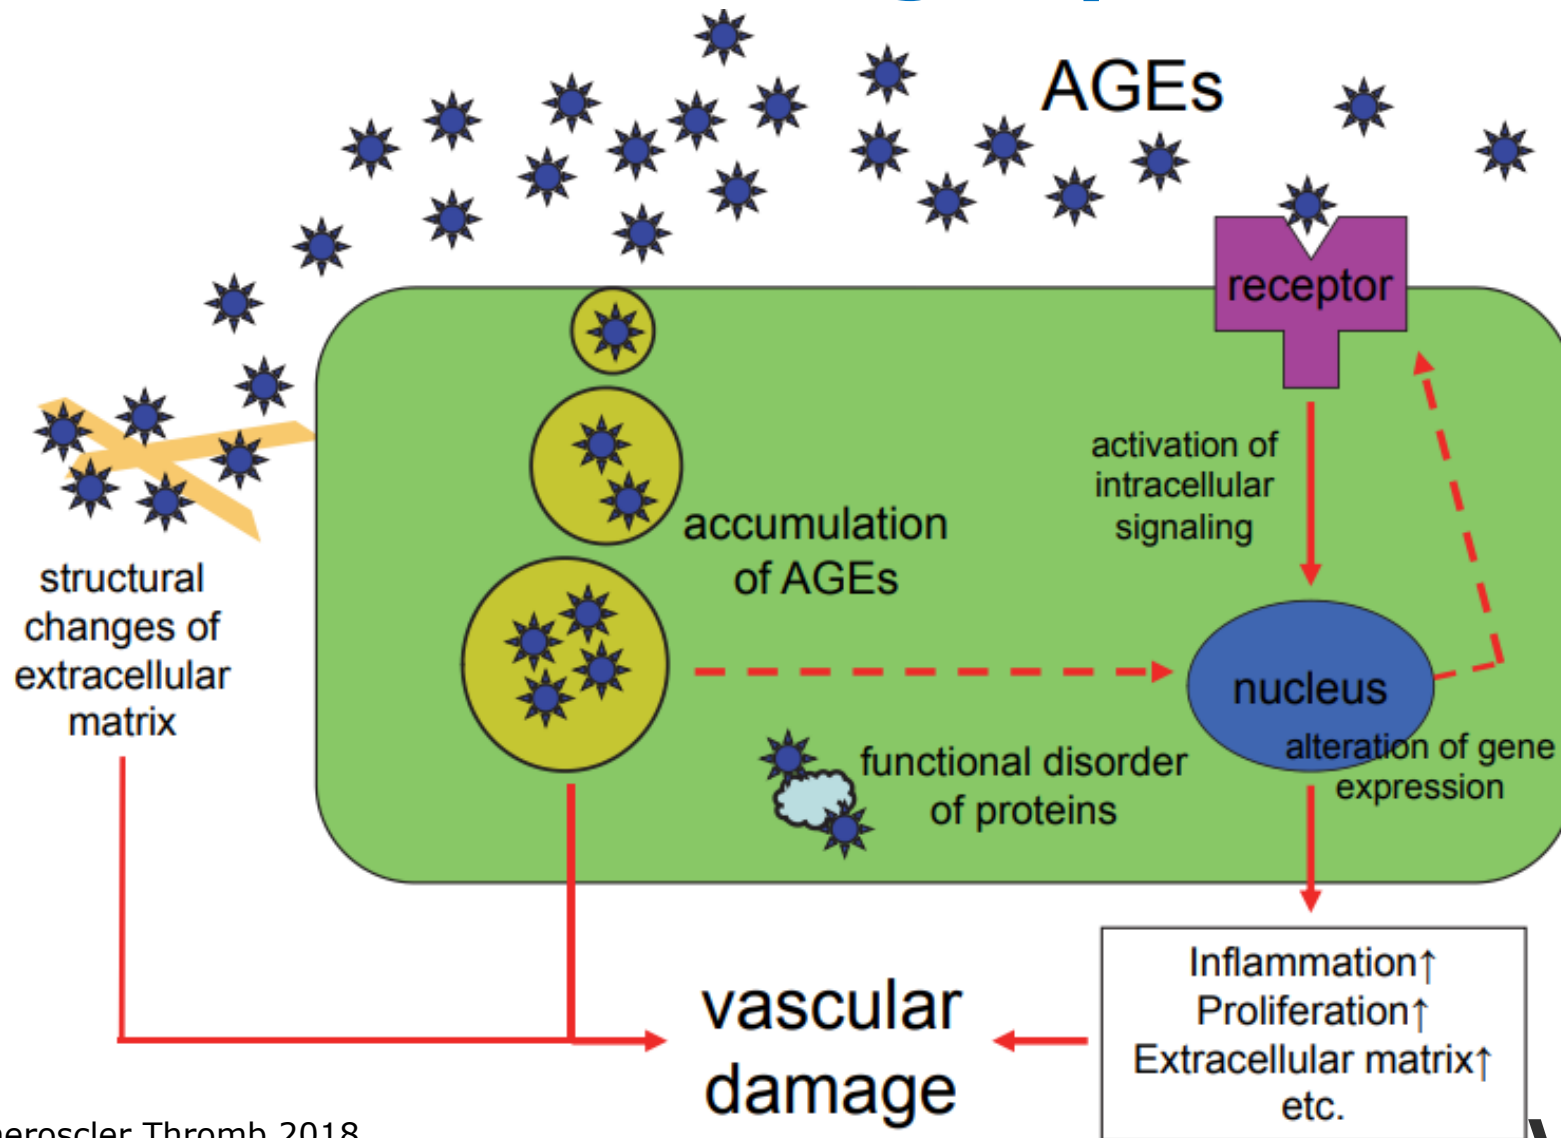 AGEs
receptor
activation of
intracellular
signaling
accumulation
of AGEs
structural
changes of
extracellular
matrix
nucleus
alteration of gene
expression
functional disorder
of proteins
Inflammation↑
Proliferation↑
Extracellular matrix↑
etc.
vascular
damage
Thromb 2018